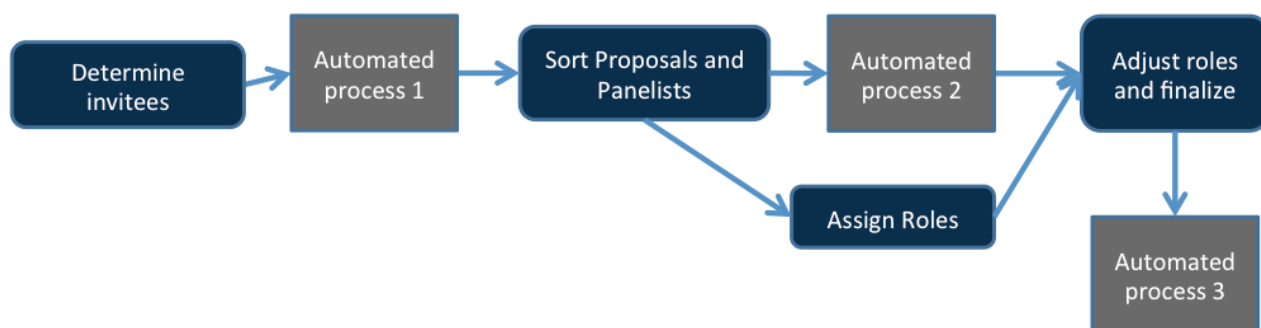 Determine
invitees
Automated
process 1
Sort Proposals and
Panelists
Automated
process 2
Adjust roles
and finalize
Assign Roles
Automated
process 3